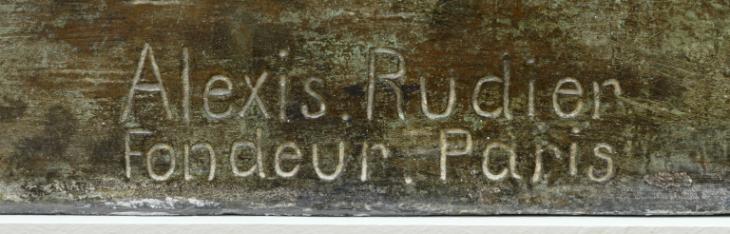 Alexis. Rudier
Fondeur. Paris